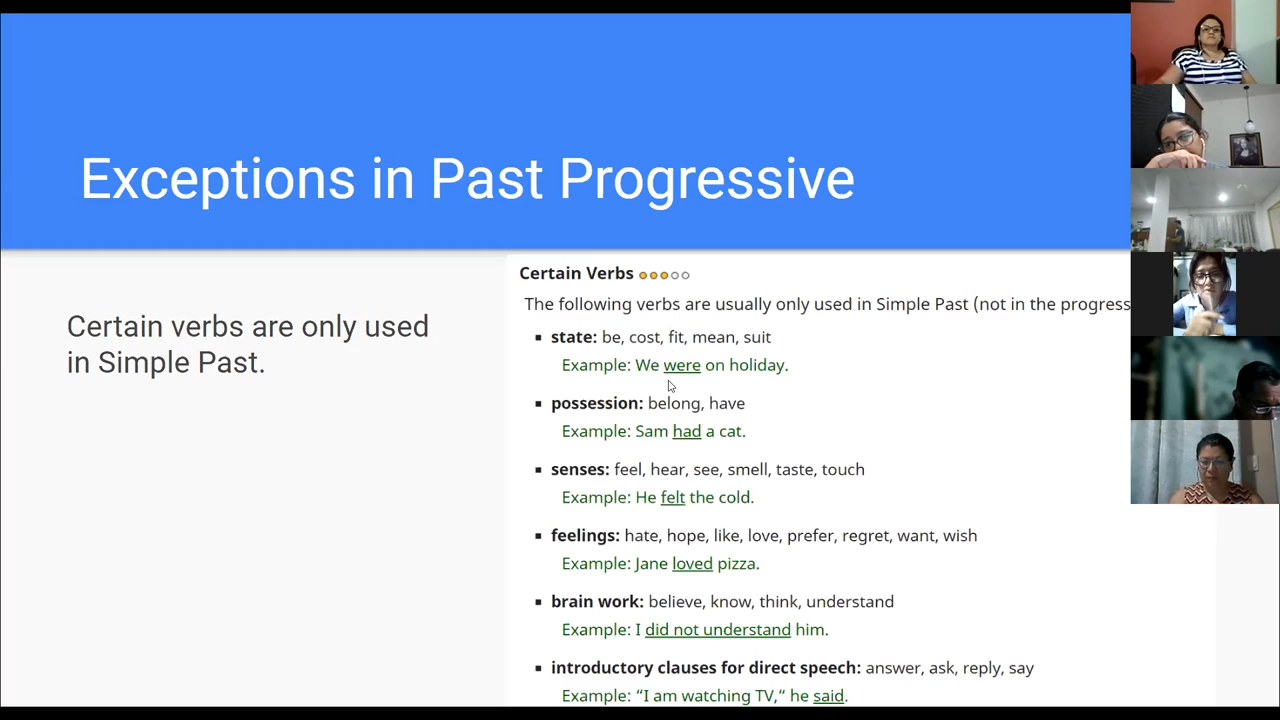 Exceptions in Past Progressive
Certain verbs are only used
in Simple Past.
Certain Verbs
The following verbs are usually only used in Simple Past (not in the progress
▪ state: be, cost, fit, mean, suit
Example: We were on holiday.
▪ possession: belong, have
Example: Sam had a cat.
▪ senses: feel, hear, see, smell, taste, touch
Example: He felt the cold.
▪ feelings: hate, hope, like, love, prefer, regret, want, wish
Example: Jane loved pizza.
▪ brain work: believe, know, think, understand
Example: I did not understand him.
▪ introductory clauses for direct speech: answer, ask, reply, say
Example: “I am watching TV,“ he said.